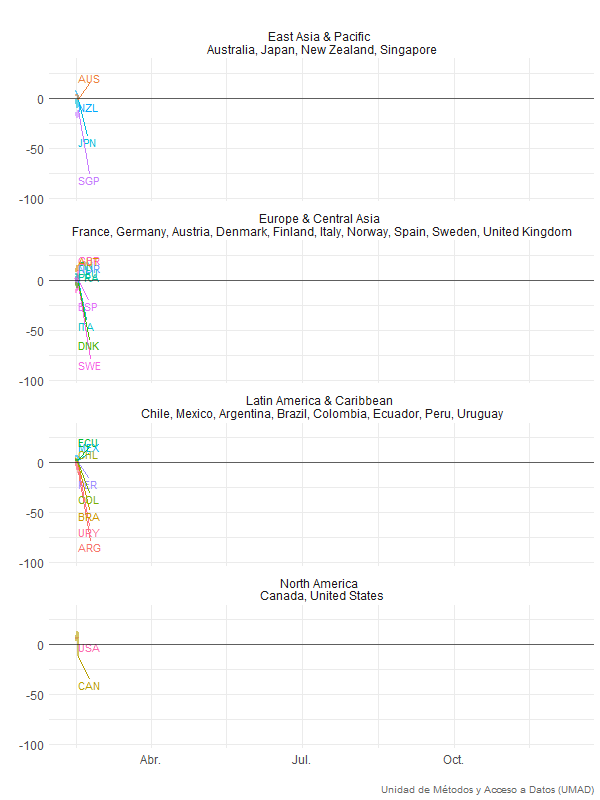 East Asia & Pacific
Australia, Japan, New Zealand, Singapore
AUS
0
NZL
JPN
-50
SGP
-100
Europe & Central Asia
France, Germany, Austria, Denmark, Finland, Italy, Norway, Spain, Sweden, United Kingdom
0
ESP
ITA
-50
DNK
SWE
-100
Latin America & Caribbean
Chile, Mexico, Argentina, Brazil, Colombia, Ecuador, Peru, Uruguay
ECU
MEX
CHL
0
PER
COL
-50
BRA
URY
ARG
-100
North America
Canada, United States
0
USA
CAN
-50
-100
Abr. Jul. Oct.
Unidad de Métodos y Acceso a Datos (UMAD)